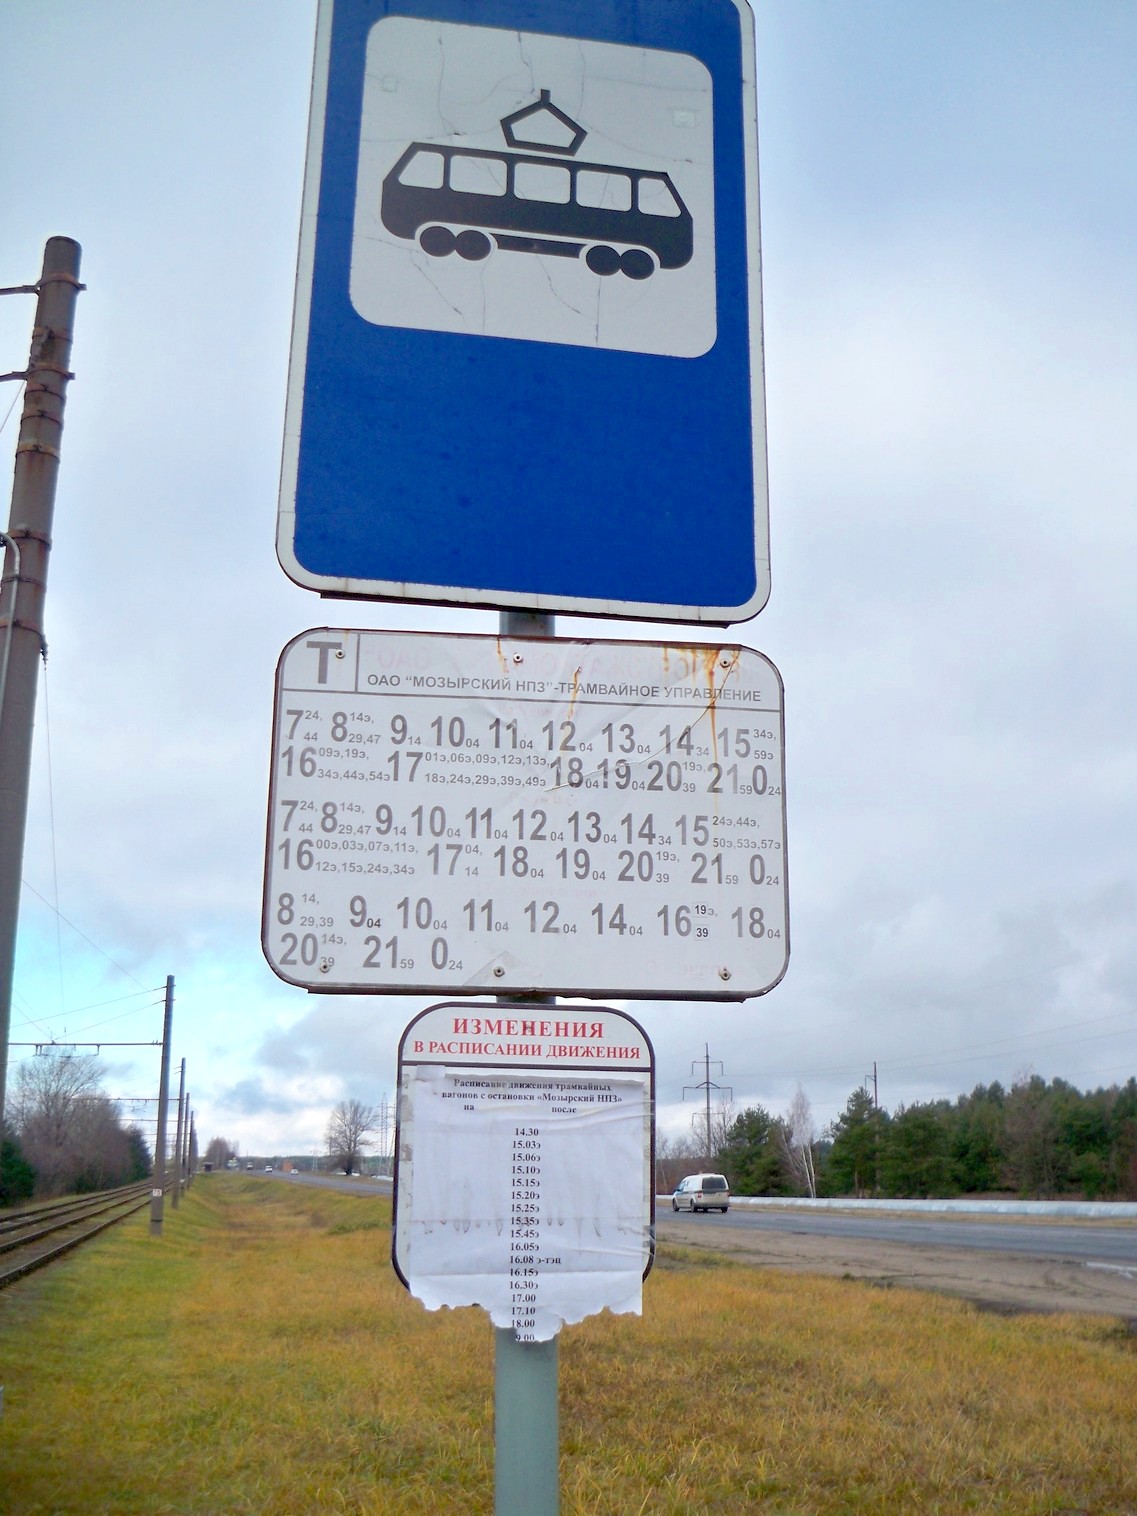 Т
ОАО "МОЗЫРСКИЙ НПЗ"-ТРАМВАЙНОЕ УПРАВЛЕНИЕ
7 24, 44 8 14э, 29,47 9 14 10 04 11 04 12 04 13 04 14 34 15 34э, 59э
16 09э,19э, 34э,44э,54э 17 01э,06э,09э,12э,13э, 18э,24э,29э,39э,49э 18 04 19 04 20 19э, 39 21 59 0 24
7 24, 44 8 14э, 29,47 9 14 10 04 11 04 12 04 13 04 14 34 15 24э,44э, 50э,53э,57э
16 00э,03э,07э,11э, 12э,15э,24э,34э 17 04, 14 18 04 19 04 20 19э, 39 21 59 0 24
8 14, 29,39 9 04 10 04 11 04 12 04 14 04 16 19э, 39 18 04
20 14э, 39 21 59 0 24
ИЗМЕНЕНИЯ
В РАСПИСАНИИ ДВИЖЕНИЯ
Расписание движения трамвайных
вагонов с остановки «Мозырский НПЗ»
на после
14.30
15.03э
15.06э
15.10э
15.15э
15.20э
15.25э
15.35э
15.45э
16.05э
16.08 э-тэц
16.15э
16.30э
17.00
17.10
18.00
9.00